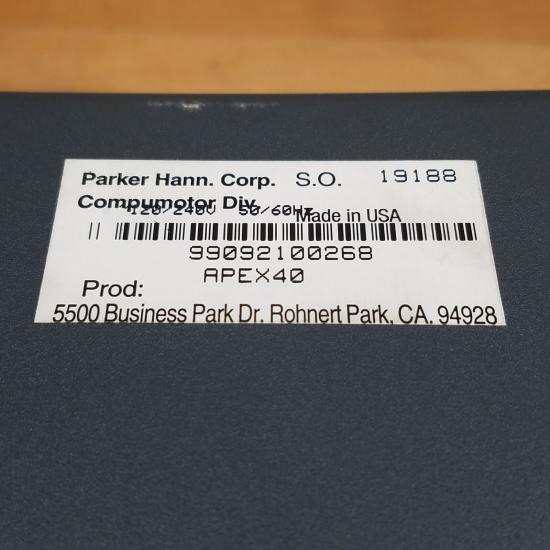 Parker Hann. Corp. S.O. 19188
Compumotor Div.
120/240V 50/60Hz Made in USA
99092100268
APEX40
Prod:
5500 Business Park Dr. Rohnert Park, CA. 94928